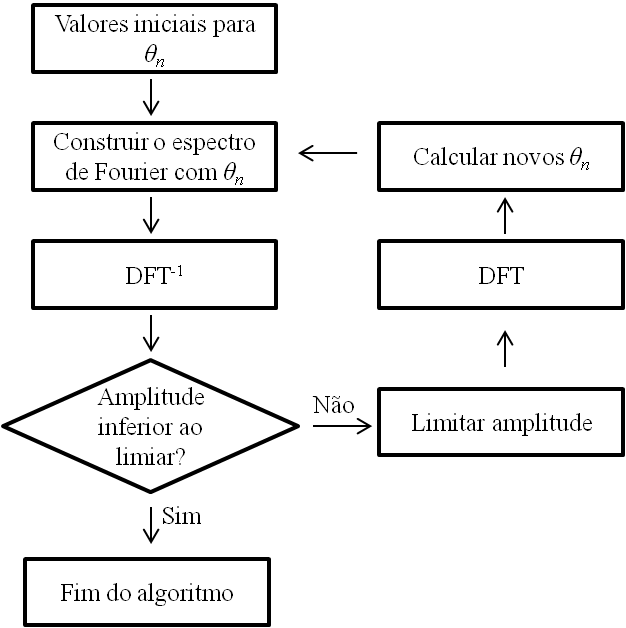 Valores iniciais para
θn
Construir o espectro
de Fourier com θn
Calcular novos θn
DFT-1
DFT
Amplitude
inferior ao
limiar?
Não
Limitar amplitude
Sim
Fim do algoritmo